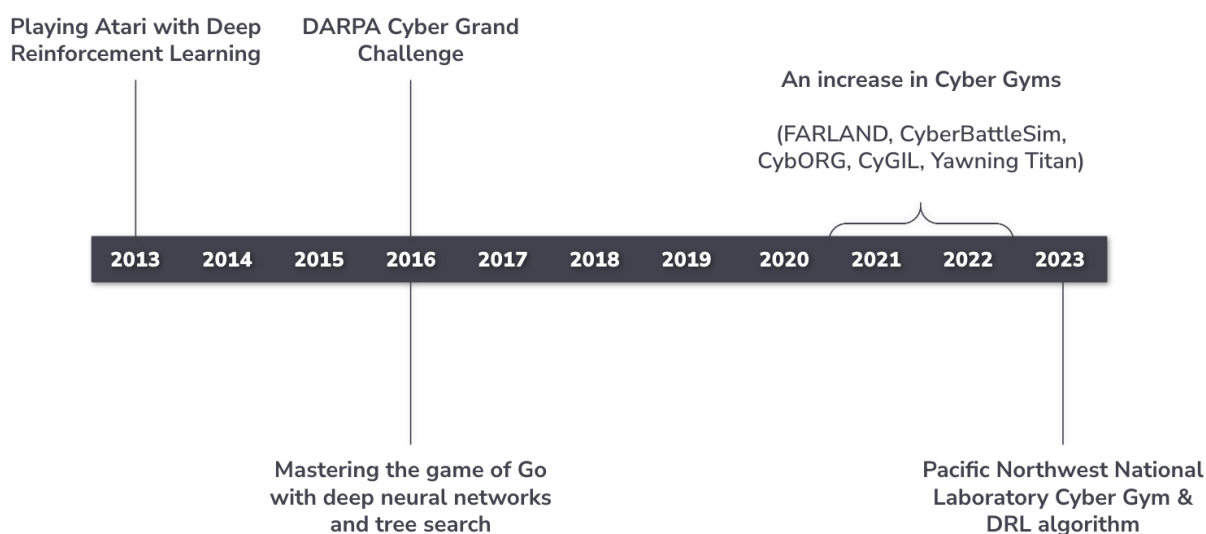 Playing Atari with Deep
Reinforcement Learning
DARPA Cyber Grand
Challenge
An increase in Cyber Gyms
(FARLAND, CyberBattleSim,
CybORG, CyGIL, Yawning Titan)
2013 2014 2015 2016 2017 2018 2019 2020 2021 2022 2023
Mastering the game of Go
with deep neural networks
and tree search
Pacific Northwest National
Laboratory Cyber Gym &
DRL algorithm